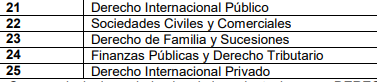 21 Derecho Internacional Público
22 Sociedades Civiles y Comerciales
23 Derecho de Familia y Sucesiones
24 Finanzas Públicas y Derecho Tributario
25 Derecho Internacional Privado